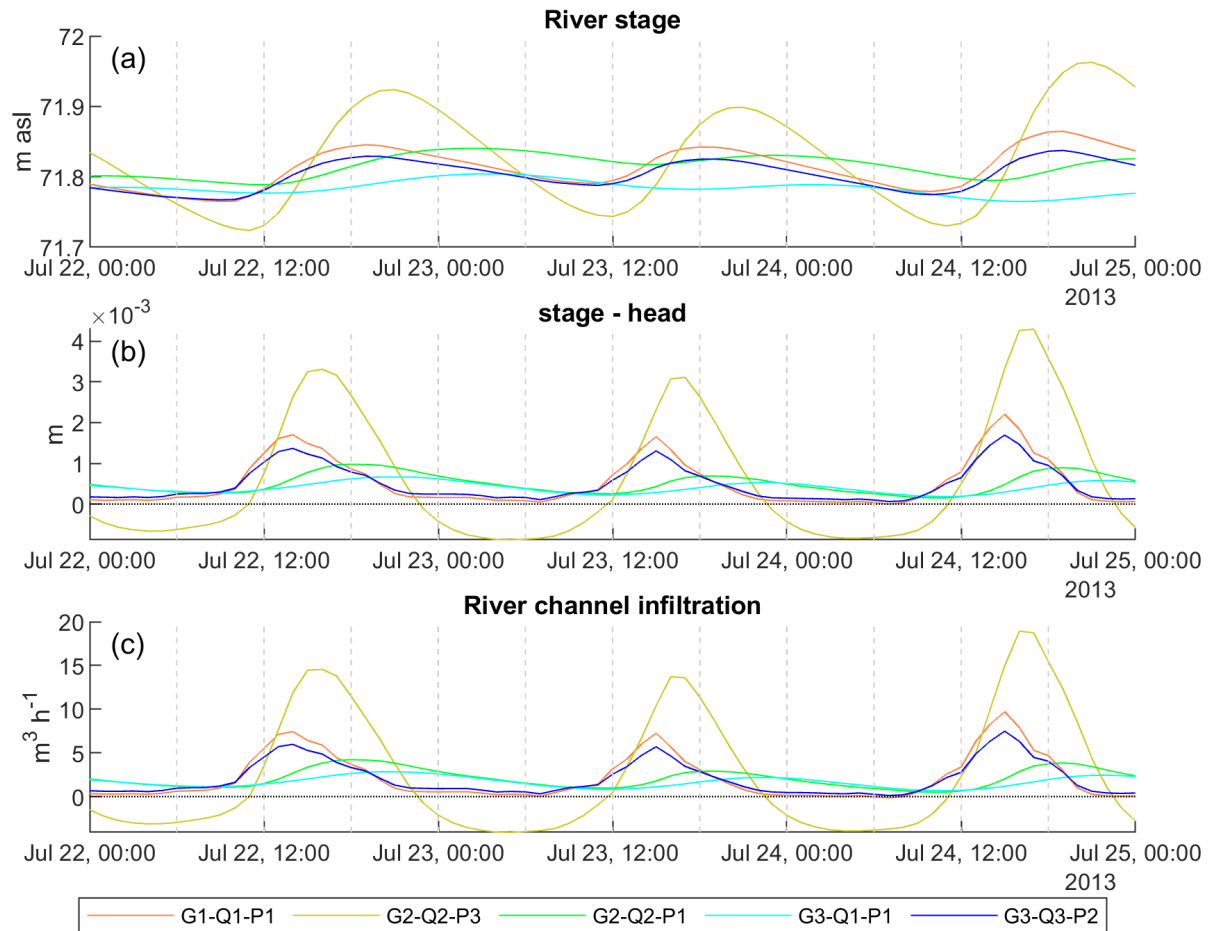 River stage
(a)
72
71.9
71.8
71.7
m asl
Jul 22, 00:00 Jul 22, 12:00 Jul 23, 00:00 Jul 23, 12:00 Jul 24, 00:00 Jul 24, 12:00 Jul 25, 00:00
2013
stage - head
×10⁻³
(b)
4
3
2
1
0
m
Jul 22, 00:00 Jul 22, 12:00 Jul 23, 00:00 Jul 23, 12:00 Jul 24, 00:00 Jul 24, 12:00 Jul 25, 00:00
2013
River channel infiltration
(c)
20
15
10
5
0
m³ h⁻¹
Jul 22, 00:00 Jul 22, 12:00 Jul 23, 00:00 Jul 23, 12:00 Jul 24, 00:00 Jul 24, 12:00 Jul 25, 00:00
2013
G1-Q1-P1 G2-Q2-P3 G2-Q2-P1 G3-Q1-P1 G3-Q3-P2